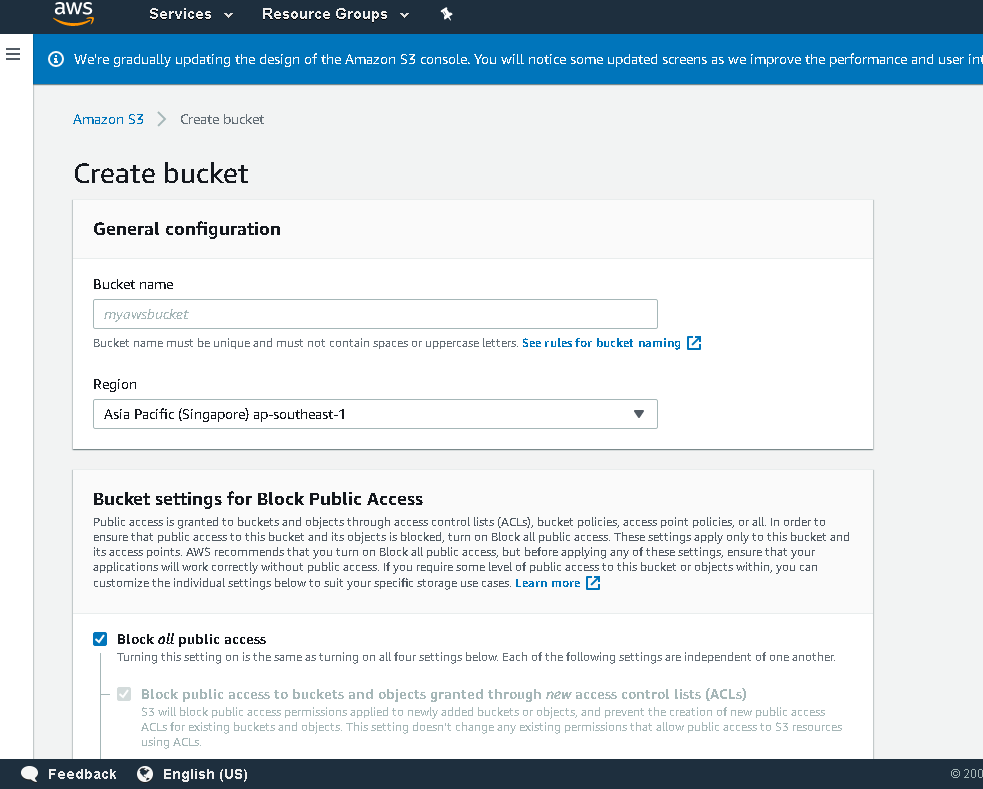 aws Services Resource Groups
We're gradually updating the design of the Amazon S3 console. You will notice some updated screens as we improve the performance and user
Amazon S3 Create bucket
Create bucket
General configuration
Bucket name
myawsbucket
Bucket name must be unique and must not contain spaces or uppercase letters. See rules for bucket naming
Region
Asia Pacific (Singapore) ap-southeast-1
Bucket settings for Block Public Access
Public access is granted to buckets and objects through access control lists (ACLs), bucket policies, access point policies, or all. In order to
ensure that public access to this bucket and its objects is blocked, turn on Block all public access. These settings apply only to this bucket and
its access points. AWS recommends that you turn on Block all public access, but before applying any of these settings, ensure that your
applications will work correctly without public access. If you require some level of public access to this bucket or objects within, you can
customize the individual settings below to suit your specific storage use cases. Learn more
Block all public access
Turning this setting on is the same as turning on all four settings below. Each of the following settings are independent of one another.
Block public access to buckets and objects granted through new access control lists (ACLs)
S3 will block public access permissions applied to newly added buckets or objects, and prevent the creation of new public access
ACLs for existing buckets and objects. This setting doesn't change any existing permissions that allow public access to S3 resources
using ACLs.
Feedback English (US) © 200